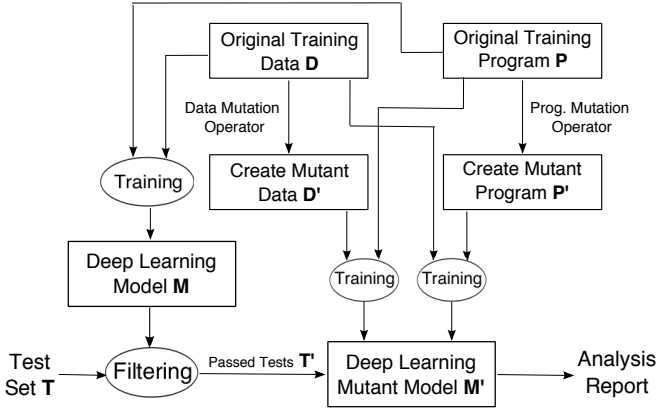 Original Training
Data D
Original Training
Program P
Data Mutation
Operator
Prog. Mutation
Operator
Training
Create Mutant
Data D'
Create Mutant
Program P'
Deep Learning
Model M
Training
Training
Test
Set T
Filtering
Passed Tests T'
Deep Learning
Mutant Model M'
Analysis
Report